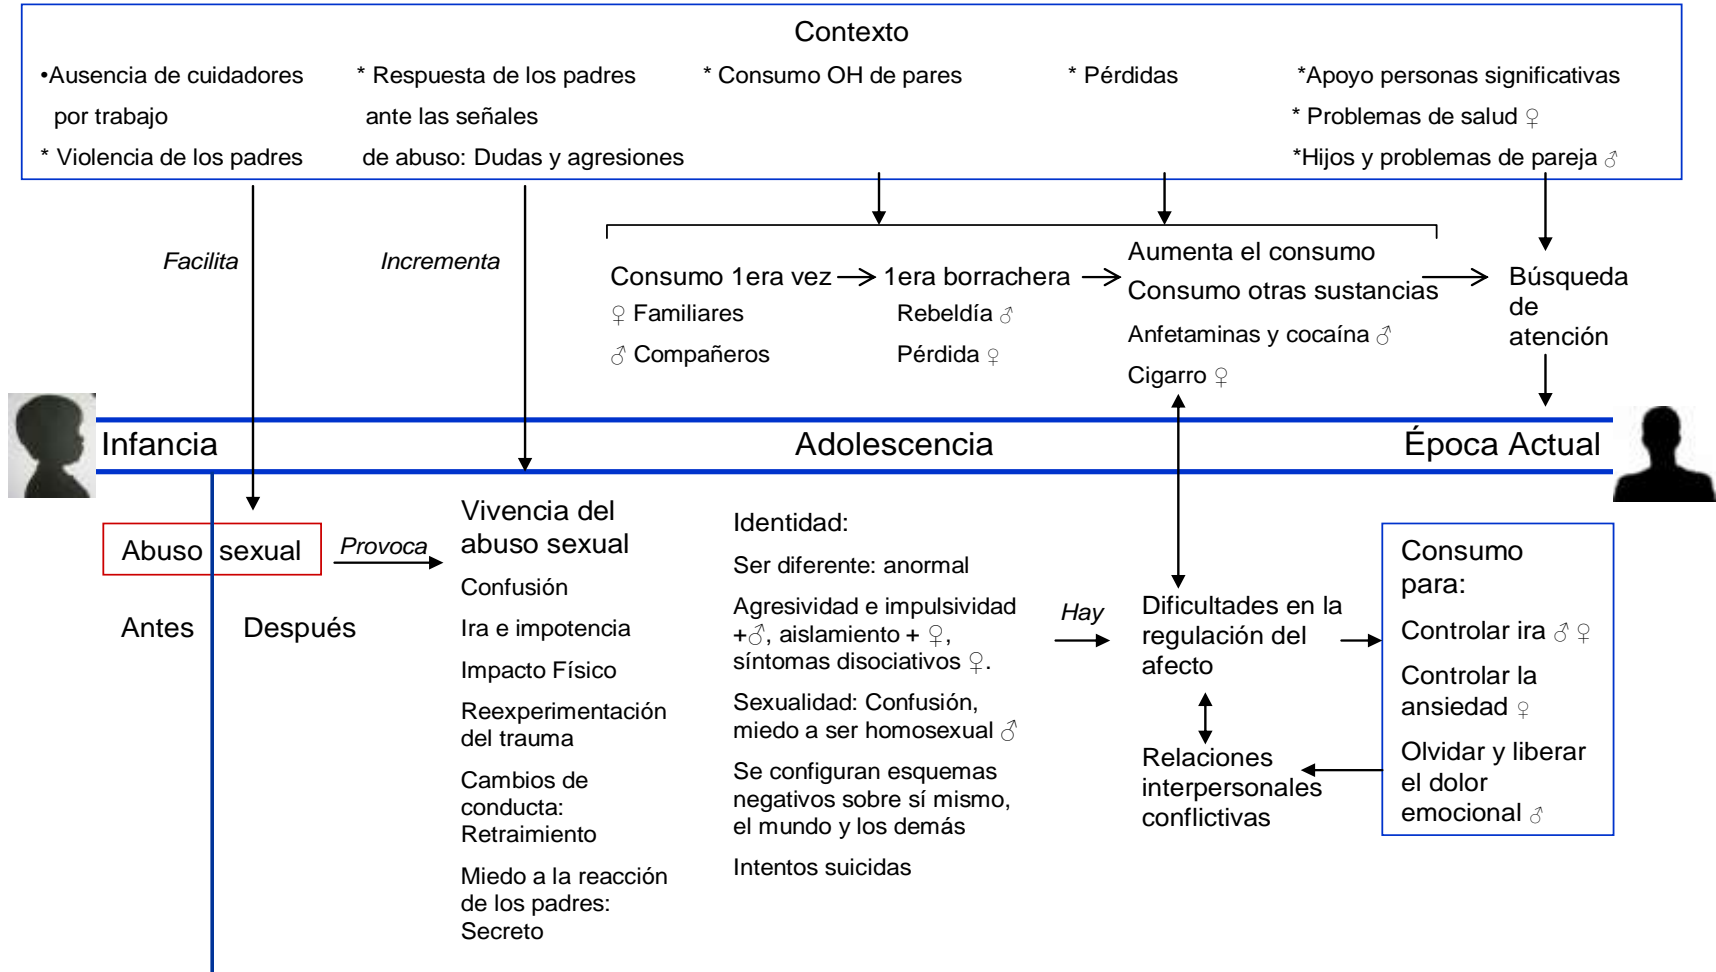 Contexto
•Ausencia de cuidadores
por trabajo
* Violencia de los padres
* Respuesta de los padres
ante las señales
de abuso: Dudas y agresiones
* Consumo OH de pares
* Pérdidas
*Apoyo personas significativas
* Problemas de salud ♀
*Hijos y problemas de pareja ♂
Facilita
Incrementa
Consumo 1era vez
♀ Familiares
♂ Compañeros
1era borrachera
Rebeldía ♂
Pérdida ♀
Aumenta el consumo
Consumo otras sustancias
Anfetaminas y cocaína ♂
Cigarro ♀
Búsqueda
de
atención
Infancia
Adolescencia
Época Actual
Abuso sexual
Antes
Después
Provoca
Vivencia del
abuso sexual
Confusión
Ira e impotencia
Impacto Físico
Reexperimentación
del trauma
Cambios de
conducta:
Retraimiento
Miedo a la reacción
de los padres:
Secreto
Identidad:
Ser diferente: anormal
Agresividad e impulsividad
+♂, aislamiento + ♀,
síntomas disociativos ♀.
Sexualidad: Confusión,
miedo a ser homosexual ♂
Se configuran esquemas
negativos sobre sí mismo,
el mundo y los demás
Intentos suicidas
Hay
Dificultades en la
regulación del
afecto
Relaciones
interpersonales
conflictivas
Consumo
para:
Controlar ira ♂ ♀
Controlar la
ansiedad ♀
Olvidar y liberar
el dolor
emocional ♂